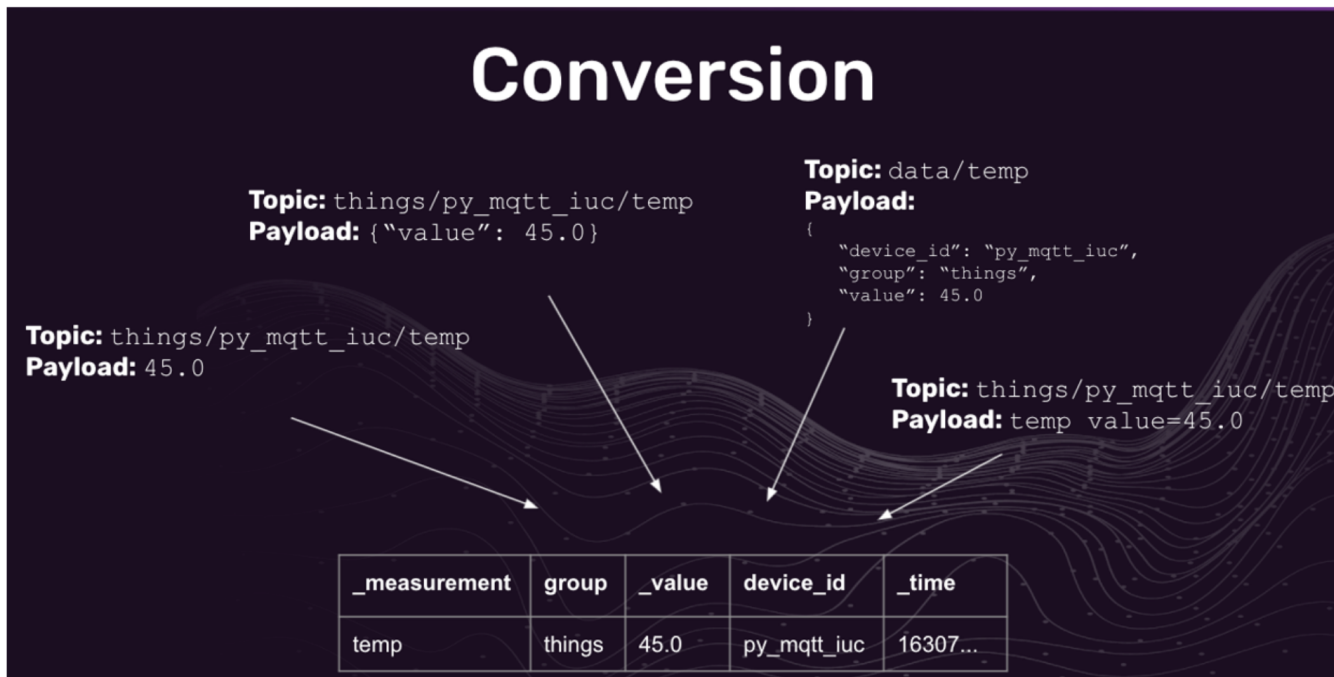 Conversion
Topic: things/py_mqtt_iuc/temp
Payload: {“value”: 45.0}
Topic: data/temp
Payload:
{
“device_id”: “py_mqtt_iuc”,
“group”: “things”,
“value”: 45.0
}
Topic: things/py_mqtt_iuc/temp
Payload: 45.0
Topic: things/py_mqtt_iuc/temp
Payload: temp value=45.0
_measurement group _value device_id _time
temp things 45.0 py_mqtt_iuc 16307...